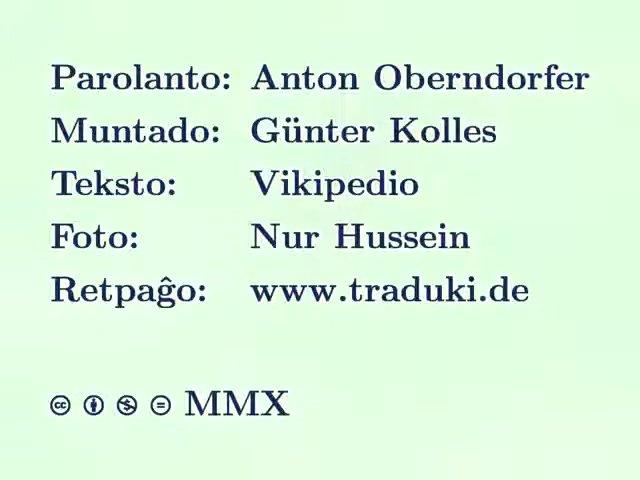 Parolanto: Anton Oberndorfer
Muntado: Günter Kolles
Teksto: Vikipedio
Foto: Nur Hussein
Retpaĝo: www.traduki.de
MMX